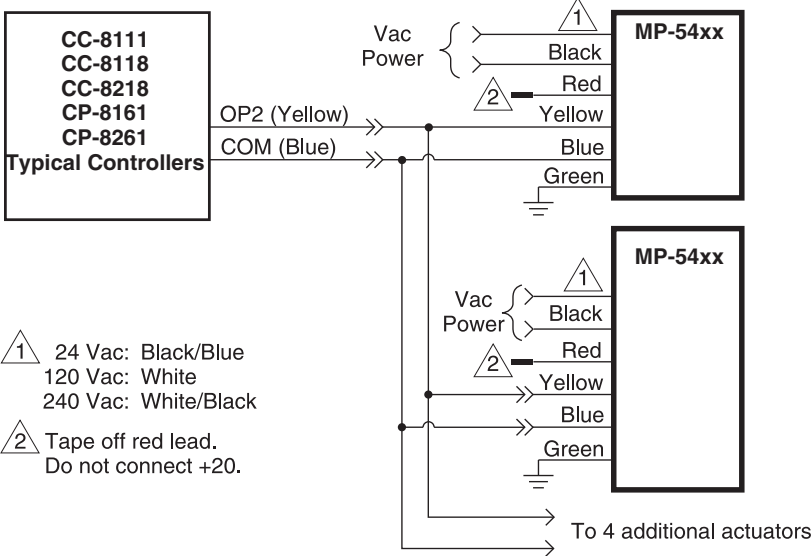 CC-8111
CC-8118
CC-8218
CP-8161
CP-8261
Typical Controllers
OP2 (Yellow)
COM (Blue)
Vac
Power
1
Black
2
Red
Yellow
Blue
Green
MP-54xx
Vac
Power
1
Black
2
Red
Yellow
Blue
Green
MP-54xx
To 4 additional actuators
1 24 Vac: Black/Blue
120 Vac: White
240 Vac: White/Black
2 Tape off red lead.
Do not connect +20.